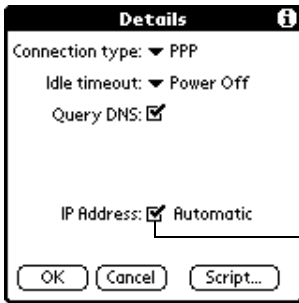 Details
Connection type: PPP
Idle timeout: Power Off
Query DNS:
IP Address: Automatic
OK Cancel Script...